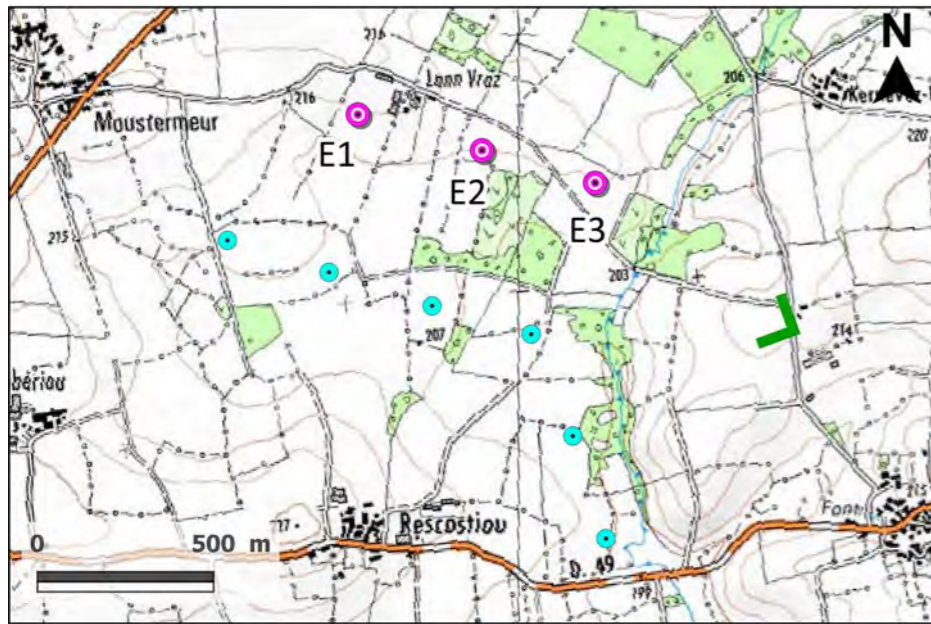 N
206
Lann Vraz
216
Moustermeur
E1
E2
E3
220
215
203
207
214
bériou
Rescostiou
215
0 500 m
D. 49
199